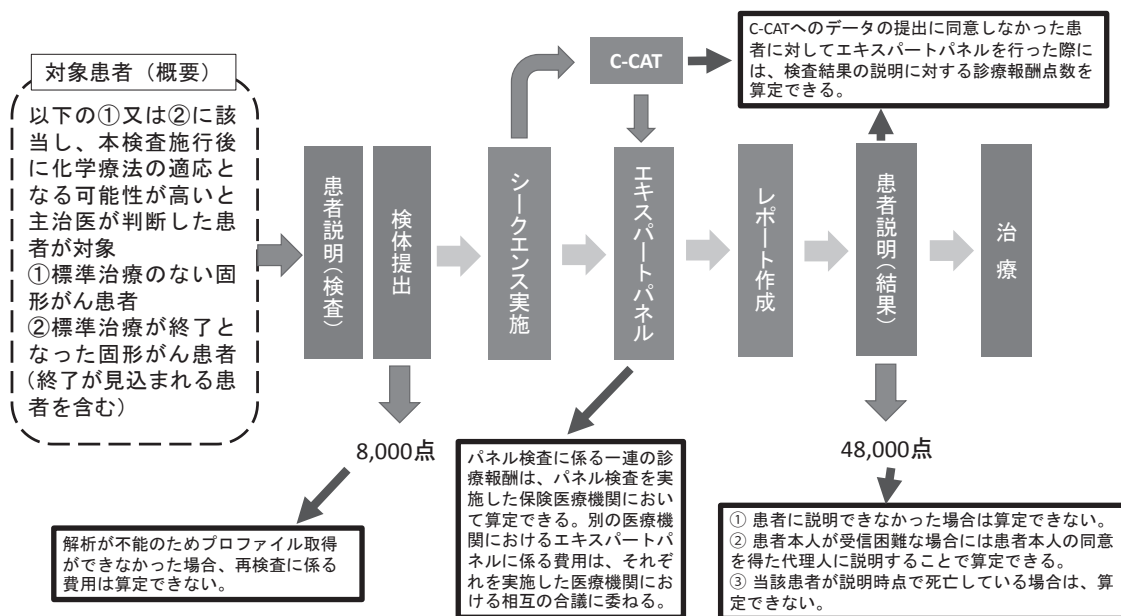 対象患者（概要）
以下の①又は②に該
当し、本検査施行後
に化学療法の適応と
なる可能性が高いと
主治医が判断した患
者が対象
①標準治療のない固
形がん患者
②標準治療が終了と
なった固形がん患者
(終了が見込まれる患
者を含む)
患者説明(検査)
検体提出
8,000点
解析が不能のためプロファイル取得
ができなかった場合、再検査に係る
費用は算定できない。
シークエンス実施
C-CAT
エキスパートパネル
パネル検査に係る一連の診
療報酬は、パネル検査を実
施した保険医療機関におい
て算定できる。別の医療機
関におけるエキスパートパ
ネルに係る費用は、それぞ
れを実施した医療機関にお
ける相互の合議に委ねる。
レポート作成
C-CATへのデータの提出に同意しなかった患
者に対してエキスパートパネルを行った際に
は、検査結果の説明に対する診療報酬点数を
算定できる。
患者説明(結果)
48,000点
① 患者に説明できなかった場合は算定できない。
② 患者本人が受信困難な場合には患者本人の同意
を得た代理人に説明することで算定できる。
③ 当該患者が説明時点で死亡している場合は、算
定できない。
治療